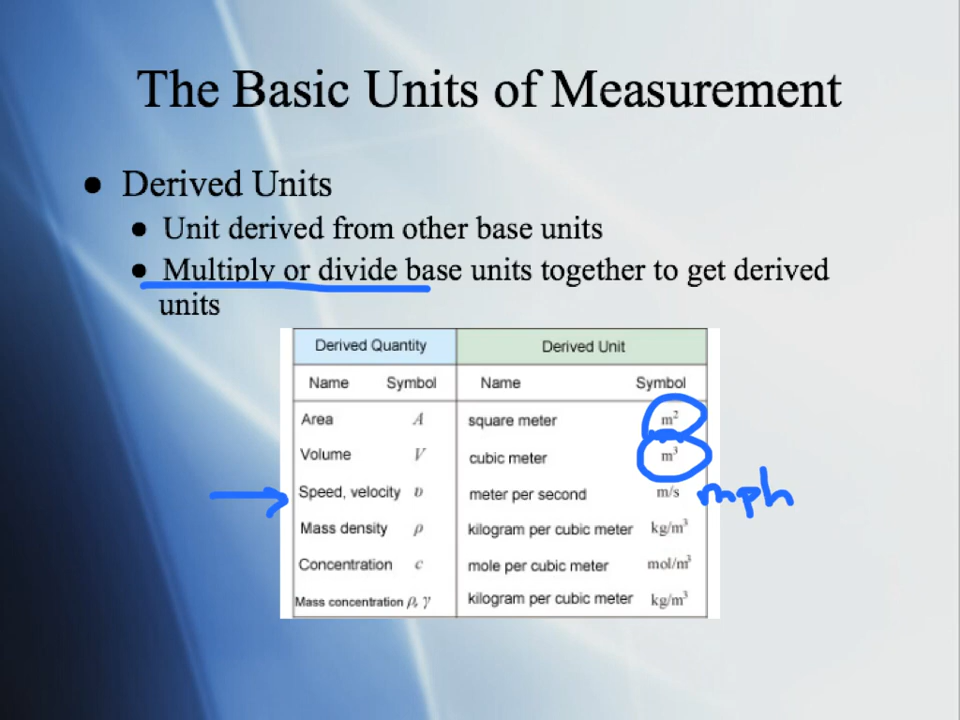 The Basic Units of Measurement
● Derived Units
● Unit derived from other base units
● Multiply or divide base units together to get derived
units
Derived Quantity Derived Unit
Name Symbol Name Symbol
Area A square meter m²
Volume V cubic meter m³
Speed, velocity υ meter per second m/s mph
Mass density ρ kilogram per cubic meter kg/m³
Concentration c mole per cubic meter mol/m³
Mass concentration ρ, γ kilogram per cubic meter kg/m³